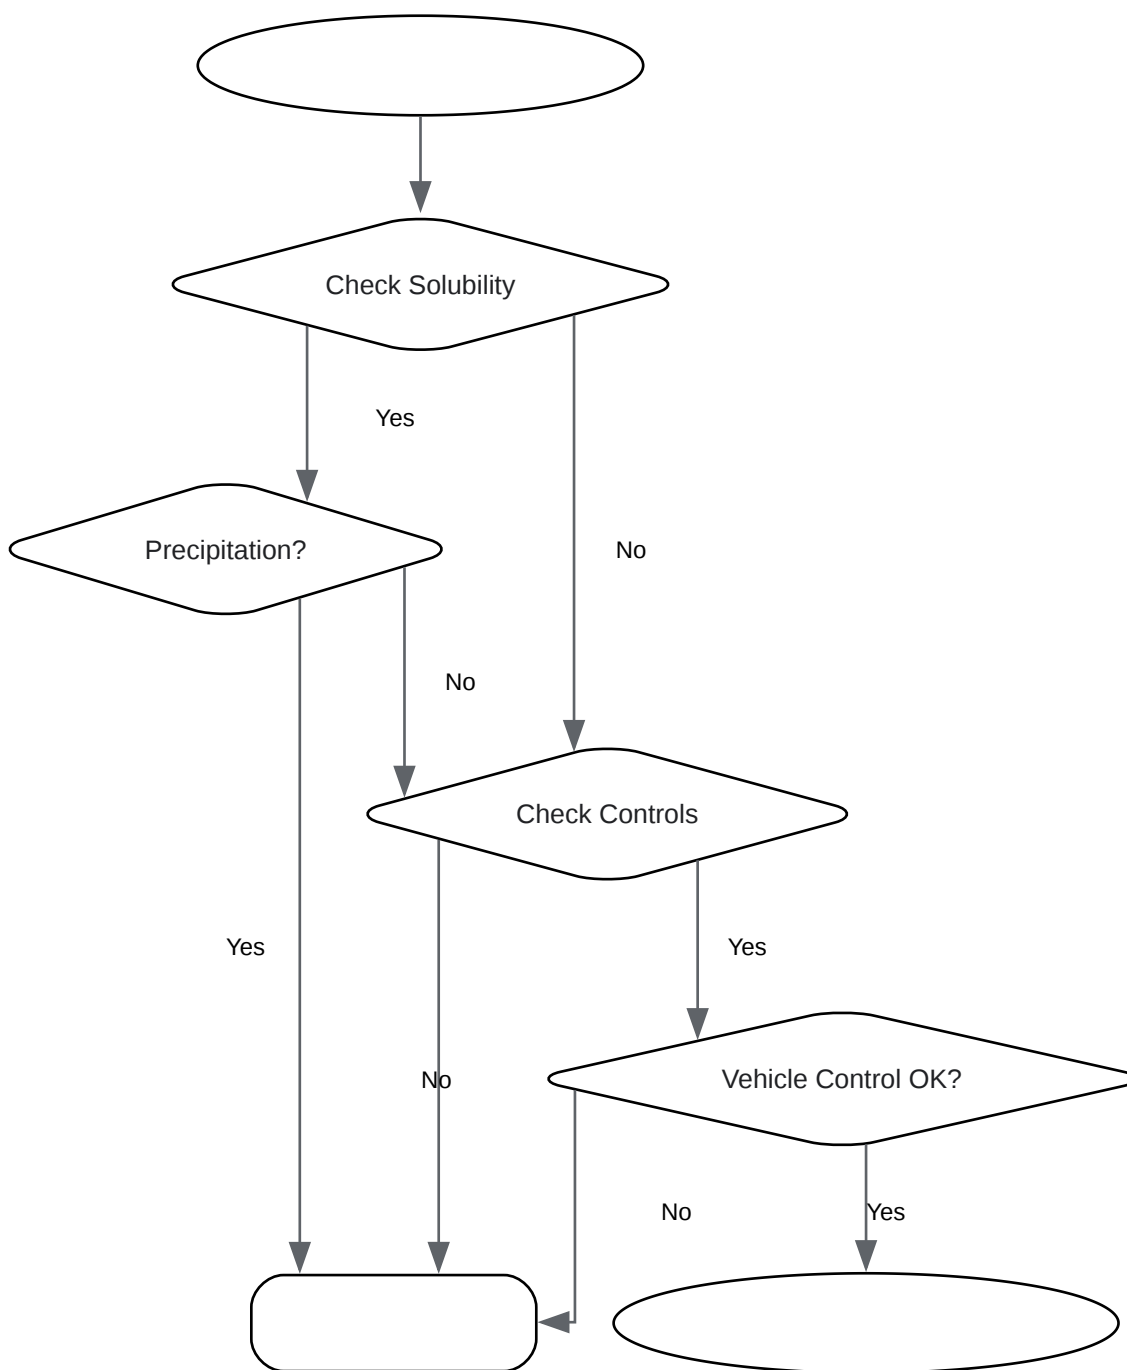 Check Solubility
Yes
Precipitation?
No
No
Check Controls
Yes
Yes
No
Vehicle Control OK?
No
Yes